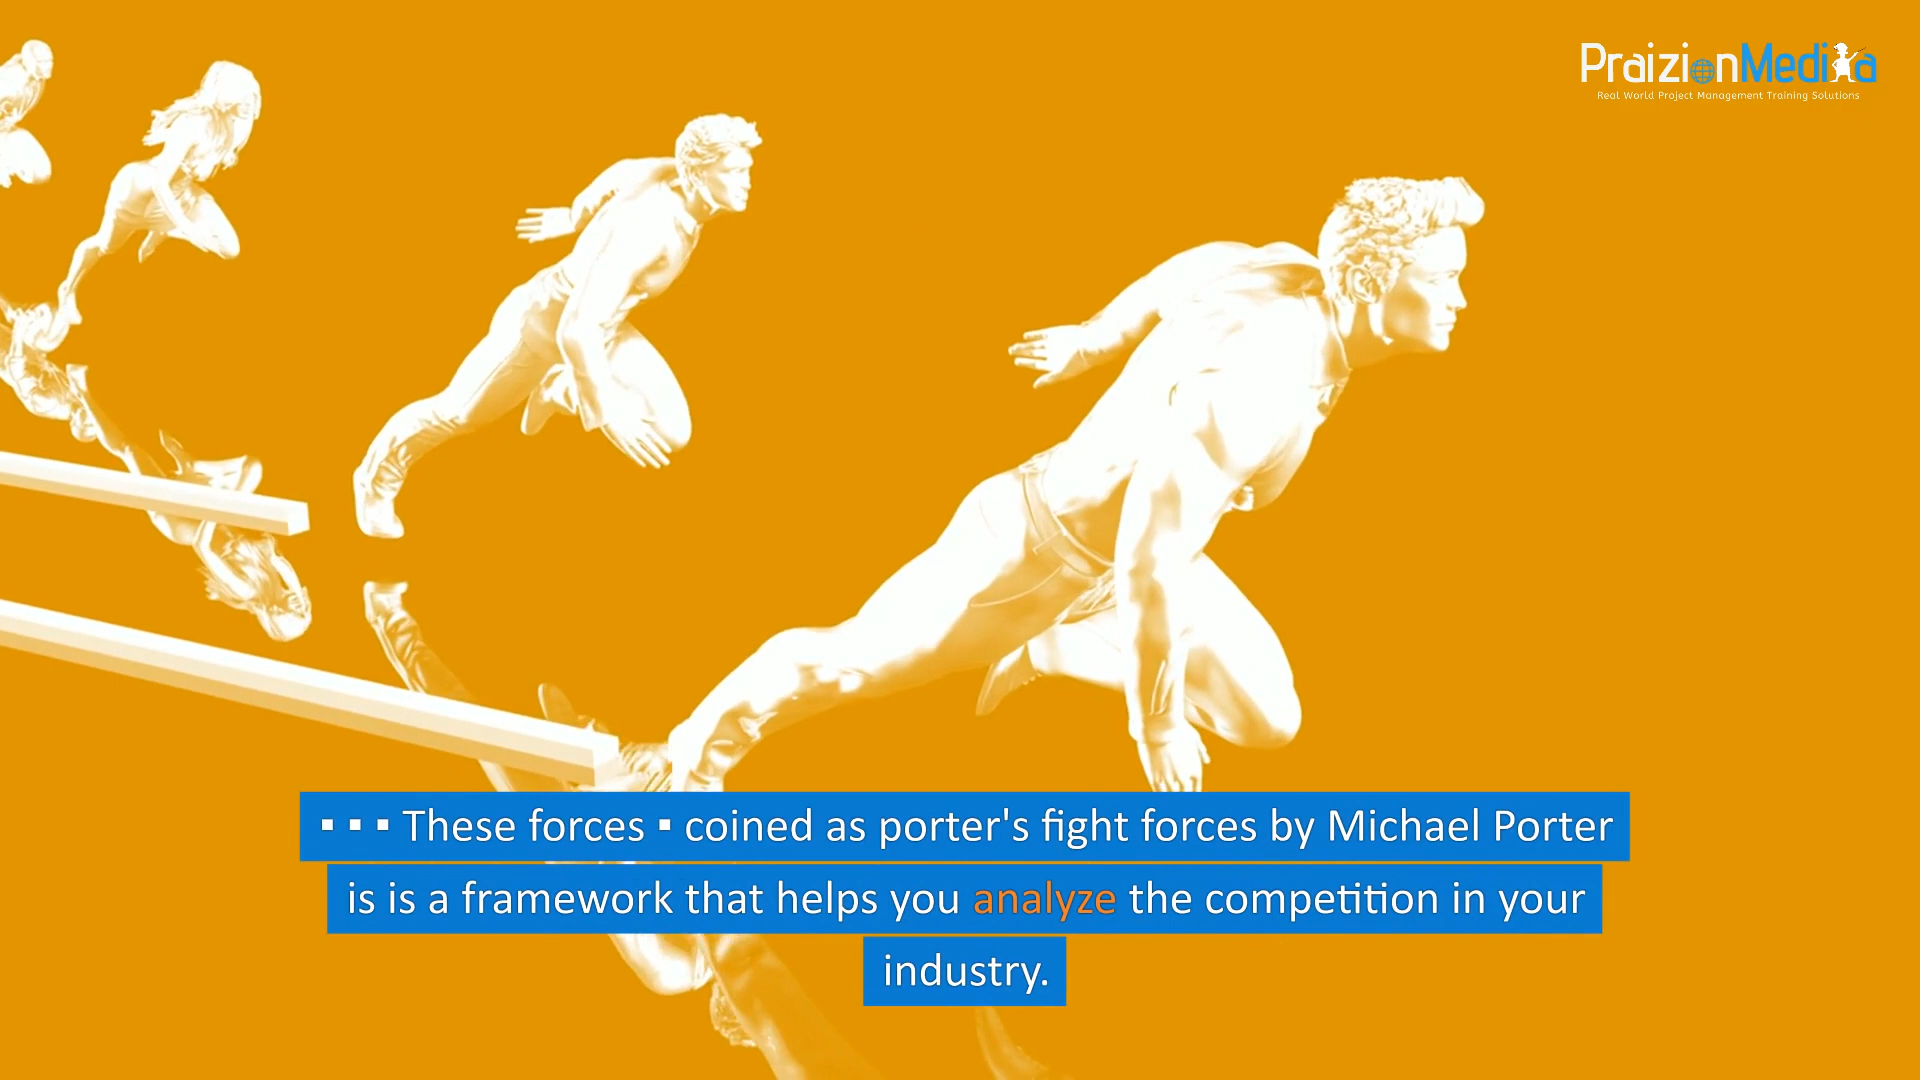 PraizionMedia
Real World Project Management Training Solutions
▪ ▪ ▪ These forces ▪ coined as porter's fight forces by Michael Porter
is is a framework that helps you analyze the competition in your
industry.